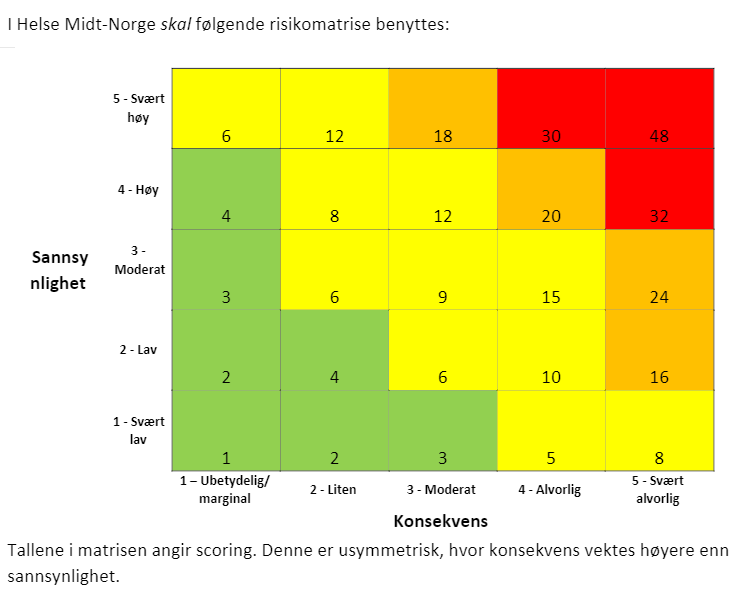 I Helse Midt-Norge skal følgende risikomatrise benyttes:
5 - Svært
høy
6 12 18 30 48
4 - Høy
4 8 12 20 32
Sannsy
nlighet
3 -
Moderat
3 6 9 15 24
2 - Lav
2 4 6 10 16
1 - Svært
lav
1 2 3 5 8
1 – Ubetydelig/
marginal
2 - Liten
3 - Moderat
4 - Alvorlig
5 - Svært
alvorlig
Konsekvens
Tallene i matrisen angir scoring. Denne er usymmetrisk, hvor konsekvens vektes høyere enn
sannsynlighet.